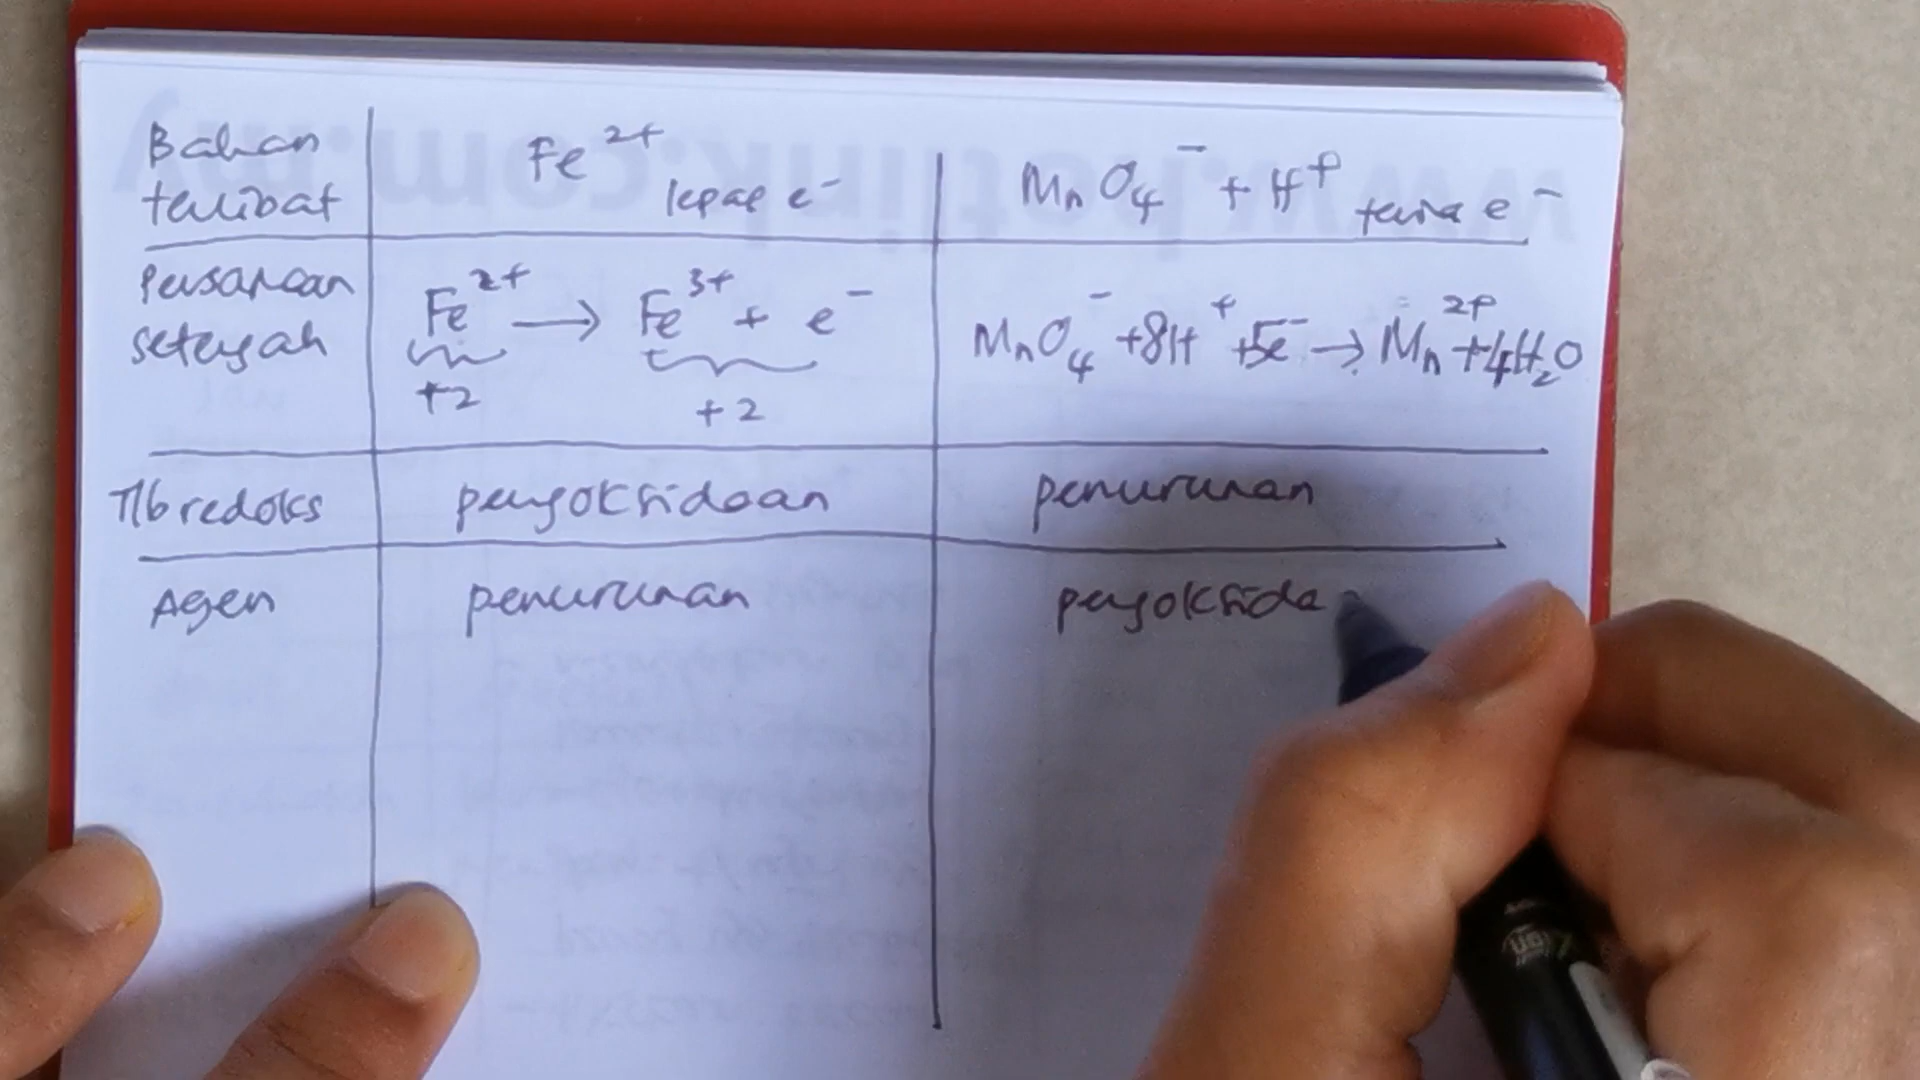 Bahan
terlibat
Fe²⁺
lepas e⁻
MnO₄⁻ + H⁺
terima e⁻
Persamaan
setengah
Fe²⁺ → Fe³⁺ + e⁻
+2
+2
MnO₄⁻ + 8H⁺ + 5e⁻ → Mn²⁺ + 4H₂O
T/b redoks
pengoksidaan
penurunan
Agen
penurunan
pengoksida